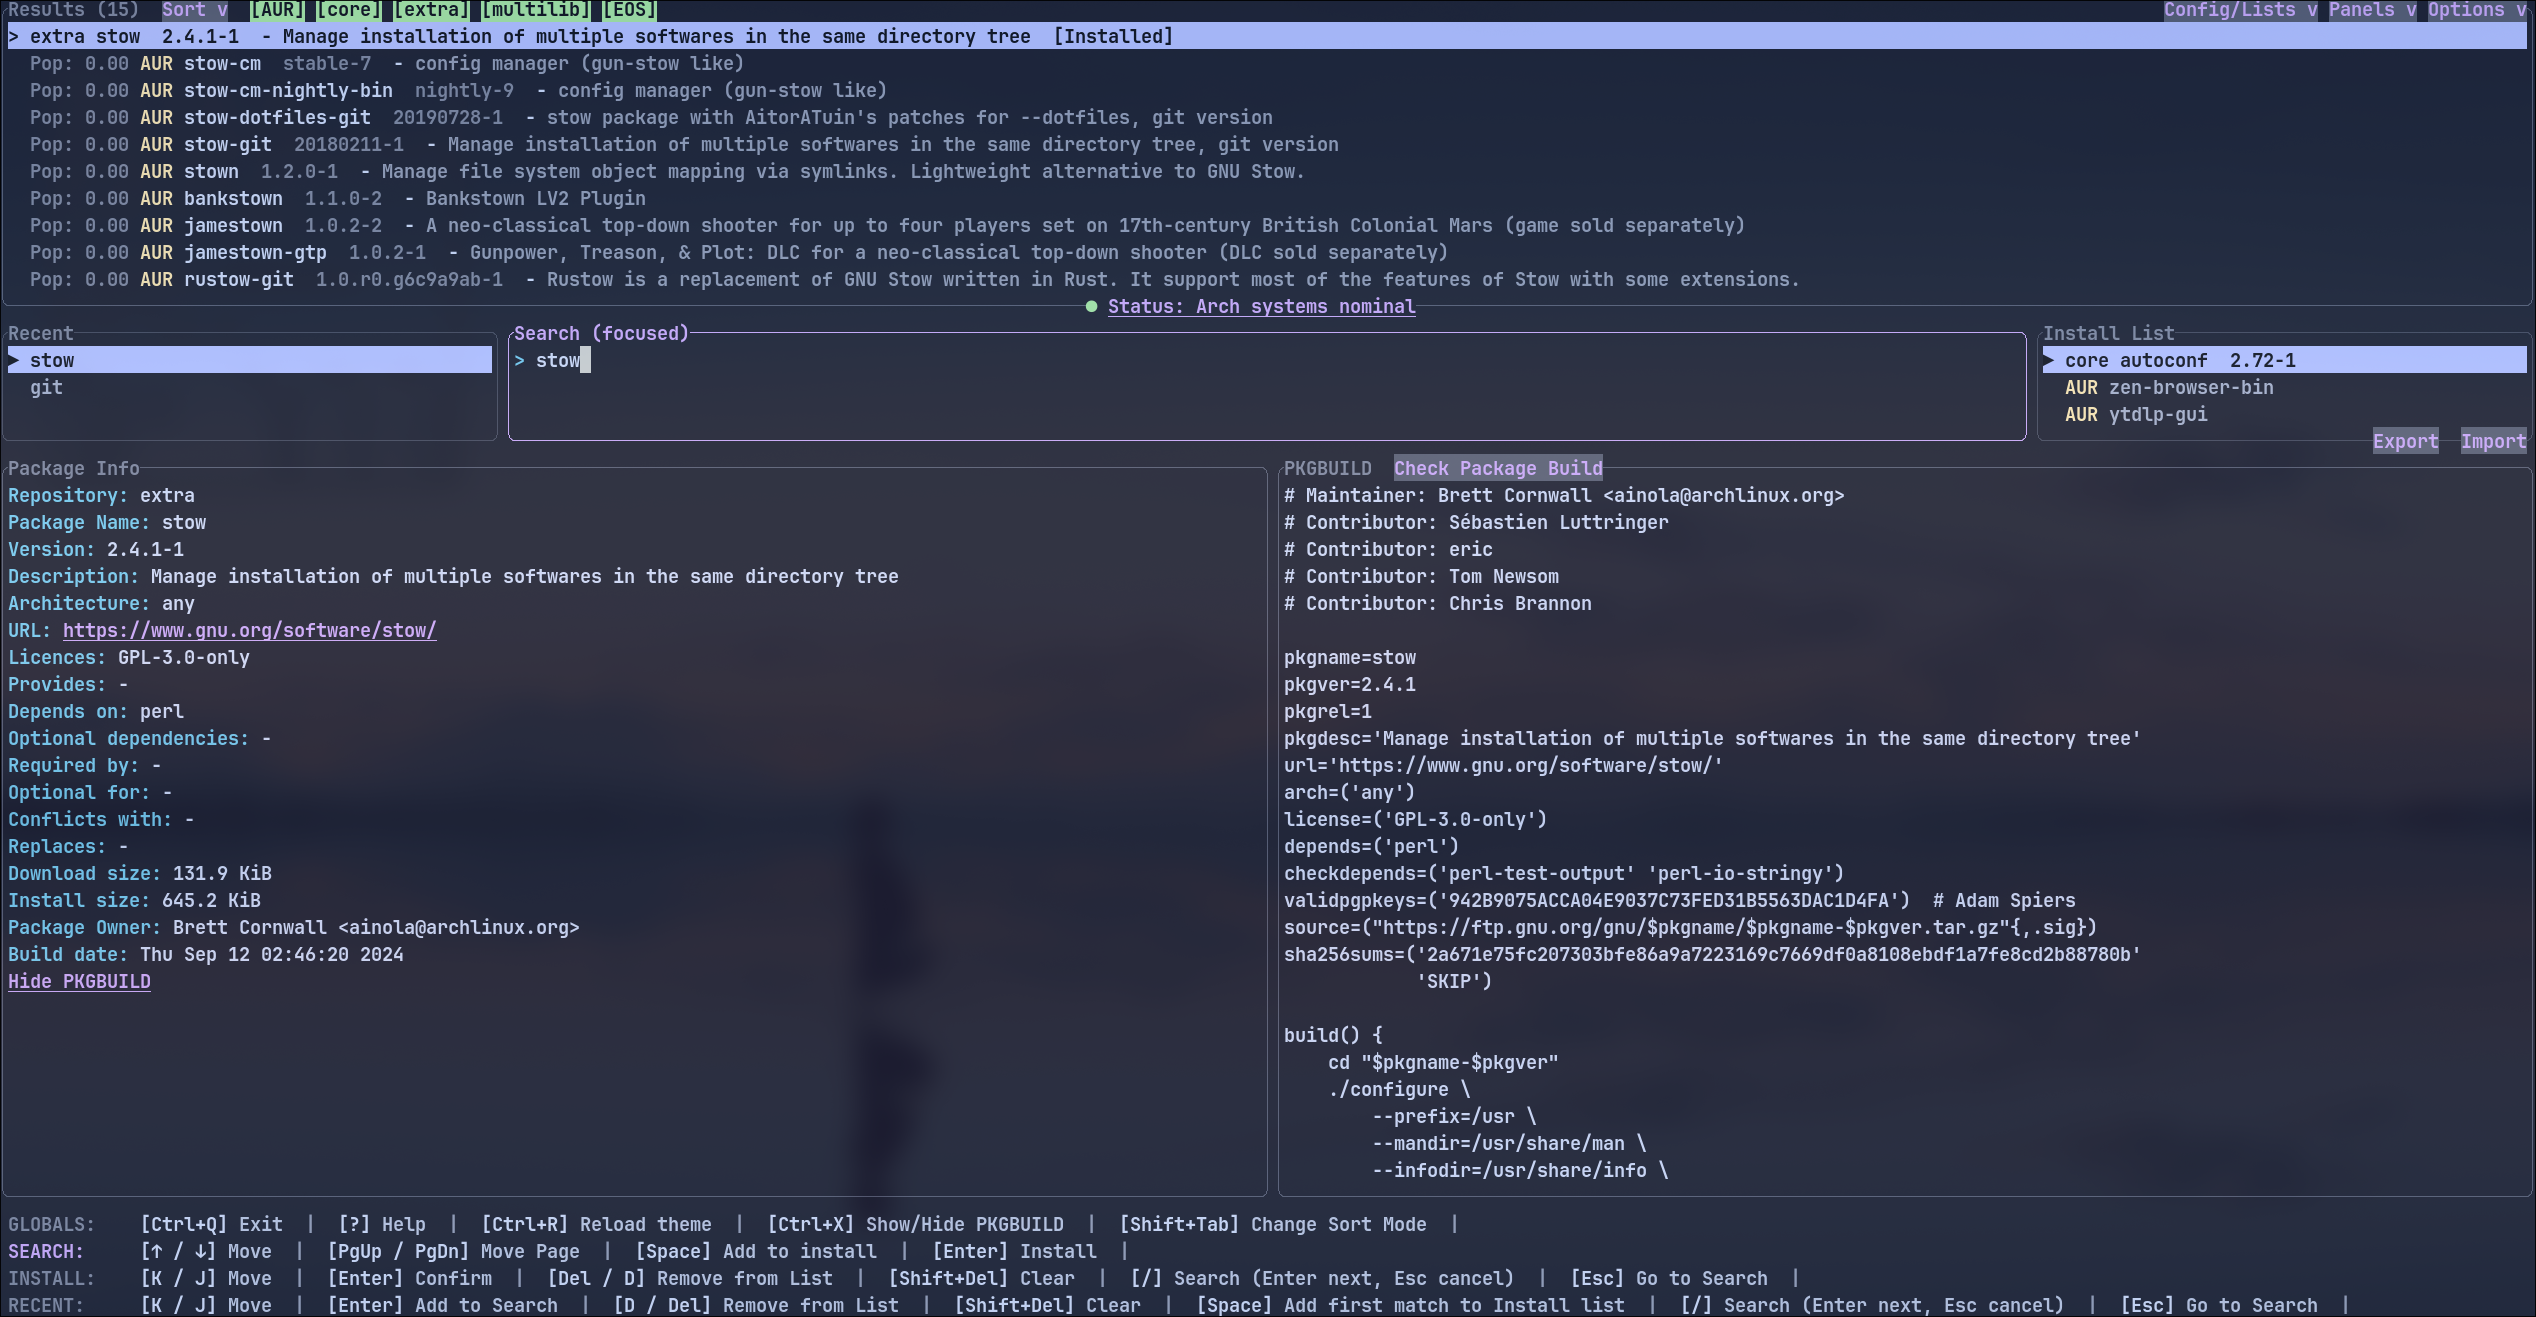 Results (15)  Sort v  [AUR] [core] [extra] [multilib] [EOS]  Config/Lists v  Panels v  Options v
> extra stow  2.4.1-1  - Manage installation of multiple softwares in the same directory tree  [Installed]
Pop: 0.00 AUR stow-cm  stable-7  - config manager (gun-stow like)
Pop: 0.00 AUR stow-cm-nightly-bin  nightly-9  - config manager (gun-stow like)
Pop: 0.00 AUR stow-dotfiles-git  20190728-1  - stow package with AitorATuin's patches for --dotfiles, git version
Pop: 0.00 AUR stow-git  20180211-1  - Manage installation of multiple softwares in the same directory tree, git version
Pop: 0.00 AUR stown  1.2.0-1  - Manage file system object mapping via symlinks. Lightweight alternative to GNU Stow.
Pop: 0.00 AUR bankstown  1.1.0-2  - Bankstown LV2 Plugin
Pop: 0.00 AUR jamestown  1.0.2-2  - A neo-classical top-down shooter for up to four players set on 17th-century British Colonial Mars (game sold separately)
Pop: 0.00 AUR jamestown-gtp  1.0.2-1  - Gunpower, Treason, & Plot: DLC for a neo-classical top-down shooter (DLC sold separately)
Pop: 0.00 AUR rustow-git  1.0.r0.g6c9a9ab-1  - Rustow is a replacement of GNU Stow written in Rust. It support most of the features of Stow with some extensions.
● Status: Arch systems nominal
Recent
▶ stow
git
Search (focused)
> stow
Install List
▶ core autoconf  2.72-1
AUR zen-browser-bin
AUR ytdlp-gui
Export  Import
Package Info
Repository: extra
Package Name: stow
Version: 2.4.1-1
Description: Manage installation of multiple softwares in the same directory tree
Architecture: any
URL: https://www.gnu.org/software/stow/
Licences: GPL-3.0-only
Provides: -
Depends on: perl
Optional dependencies: -
Required by: -
Optional for: -
Conflicts with: -
Replaces: -
Download size: 131.9 KiB
Install size: 645.2 KiB
Package Owner: Brett Cornwall <ainola@archlinux.org>
Build date: Thu Sep 12 02:46:20 2024
Hide PKGBUILD
PKGBUILD  Check Package Build
# Maintainer: Brett Cornwall <ainola@archlinux.org>
# Contributor: Sébastien Luttringer
# Contributor: eric
# Contributor: Tom Newsom
# Contributor: Chris Brannon
pkgname=stow
pkgver=2.4.1
pkgrel=1
pkgdesc='Manage installation of multiple softwares in the same directory tree'
url='https://www.gnu.org/software/stow/'
arch=('any')
license=('GPL-3.0-only')
depends=('perl')
checkdepends=('perl-test-output' 'perl-io-stringy')
validpgpkeys=('942B9075ACCA04E9037C73FED31B5563DAC1D4FA')  # Adam Spiers
source=("https://ftp.gnu.org/gnu/$pkgname/$pkgname-$pkgver.tar.gz"{,.sig})
sha256sums=('2a671e75fc207303bfe86a9a7223169c7669df0a8108ebdf1a7fe8cd2b88780b'
'SKIP')
build() {
cd "$pkgname-$pkgver"
./configure \
--prefix=/usr \
--mandir=/usr/share/man \
--infodir=/usr/share/info \
GLOBALS:  [Ctrl+Q] Exit  |  [?] Help  |  [Ctrl+R] Reload theme  |  [Ctrl+X] Show/Hide PKGBUILD  |  [Shift+Tab] Change Sort Mode  |
SEARCH:  [↑ / ↓] Move  |  [PgUp / PgDn] Move Page  |  [Space] Add to install  |  [Enter] Install  |
INSTALL:  [K / J] Move  |  [Enter] Confirm  |  [Del / D] Remove from List  |  [Shift+Del] Clear  |  [/] Search (Enter next, Esc cancel)  |  [Esc] Go to Search  |
RECENT:  [K / J] Move  |  [Enter] Add to Search  |  [D / Del] Remove from List  |  [Shift+Del] Clear  |  [Space] Add first match to Install list  |  [/] Search (Enter next, Esc cancel)  |  [Esc] Go to Search  |